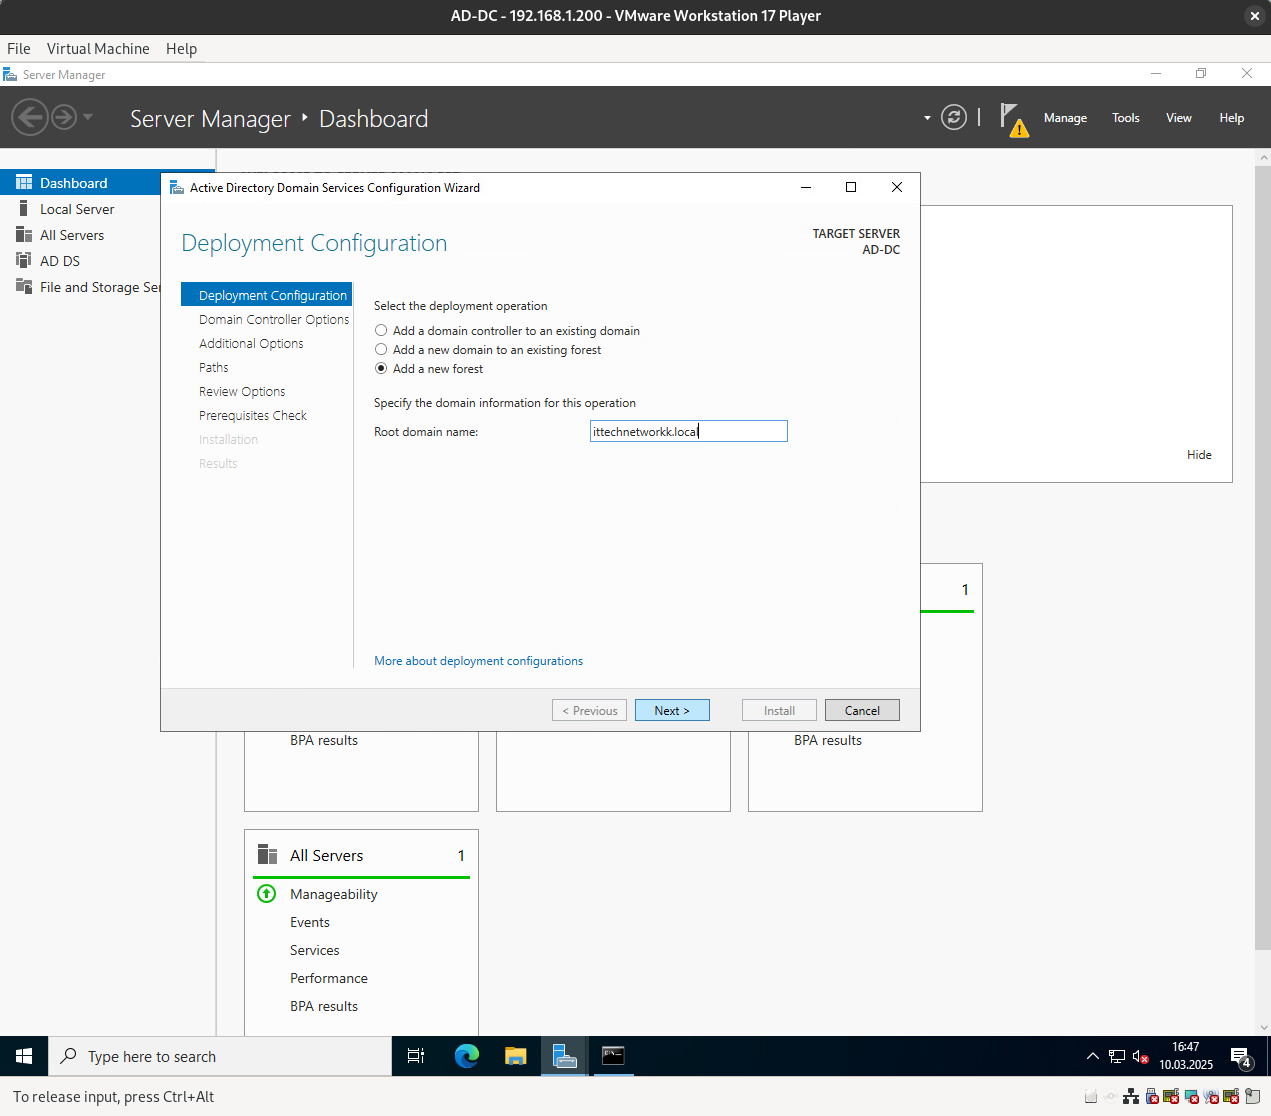 AD-DC - 192.168.1.200 - VMware Workstation 17 Player
File Virtual Machine Help
Server Manager
Server Manager • Dashboard
Manage Tools View Help
Dashboard
Local Server
All Servers
AD DS
File and Storage Ser
Active Directory Domain Services Configuration Wizard
Deployment Configuration
TARGET SERVER
AD-DC
Deployment Configuration
Domain Controller Options
Additional Options
Paths
Review Options
Prerequisites Check
Installation
Results
Select the deployment operation
Add a domain controller to an existing domain
Add a new domain to an existing forest
Add a new forest
Specify the domain information for this operation
Root domain name: ittechnetworkk.local
More about deployment configurations
< Previous Next > Install Cancel
Hide
1
BPA results
BPA results
All Servers 1
Manageability
Events
Services
Performance
BPA results
Type here to search
16:47
10.03.2025
4
To release input, press Ctrl+Alt